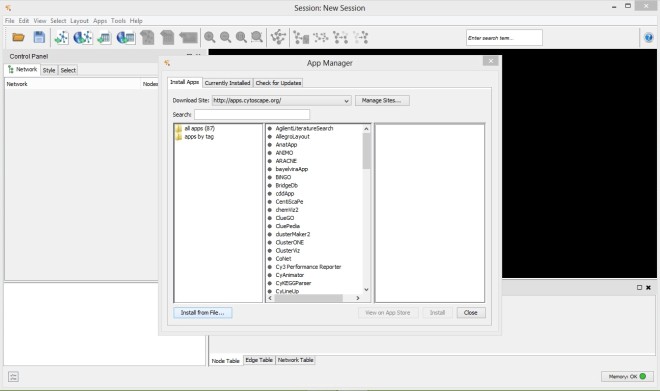 Session: New Session
File Edit View Select Layout Apps Tools Help
Enter search term...
Control Panel
Network Style Select
Network Nodes
App Manager
Install Apps Currently Installed Check for Updates
Download Site: http://apps.cytoscape.org/ Manage Sites...
Search:
all apps (87)
apps by tag
AgilentLiteratureSearch
AllegroLayout
AnatApp
ANIMO
ARACNE
bayelviraApp
BiNGO
BridgeDb
cddApp
CentiScaPe
chemViz2
ClueGO
CluePedia
clusterMaker2
ClusterONE
ClusterViz
CoNet
Cy3 Performance Reporter
CyAnimator
CyKEGGParser
CyLineUp
Install from File... View on App Store Install Close
Node Table Edge Table Network Table
Memory: OK